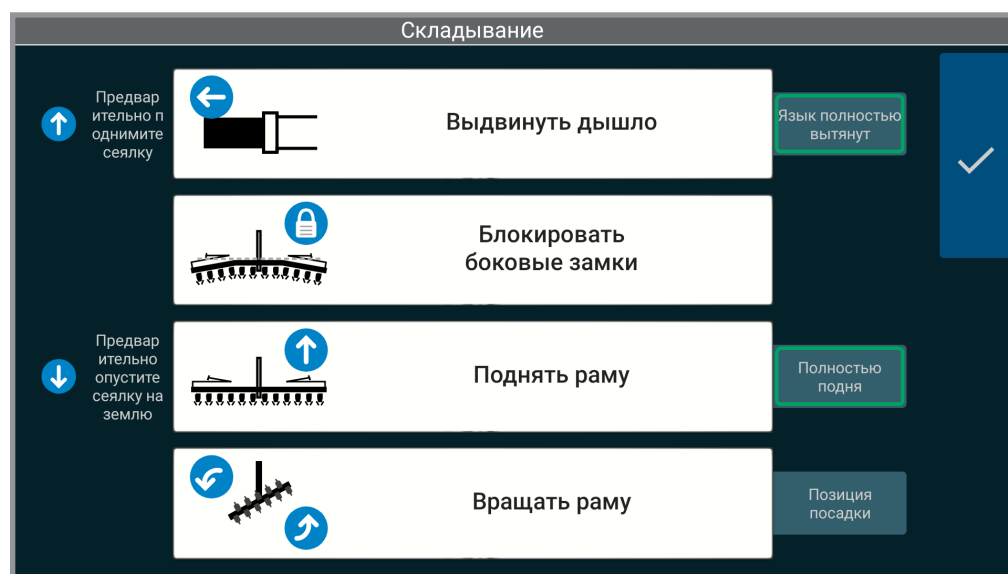 Складывание
Предвар
ительно п
однимите
сеялку
Выдвинуть дышло
Язык полностью
вытянут
Блокировать
боковые замки
Предвар
ительно
опустите
сеялку на
землю
Поднять раму
Полностью
подня
Вращать раму
Позиция
посадки